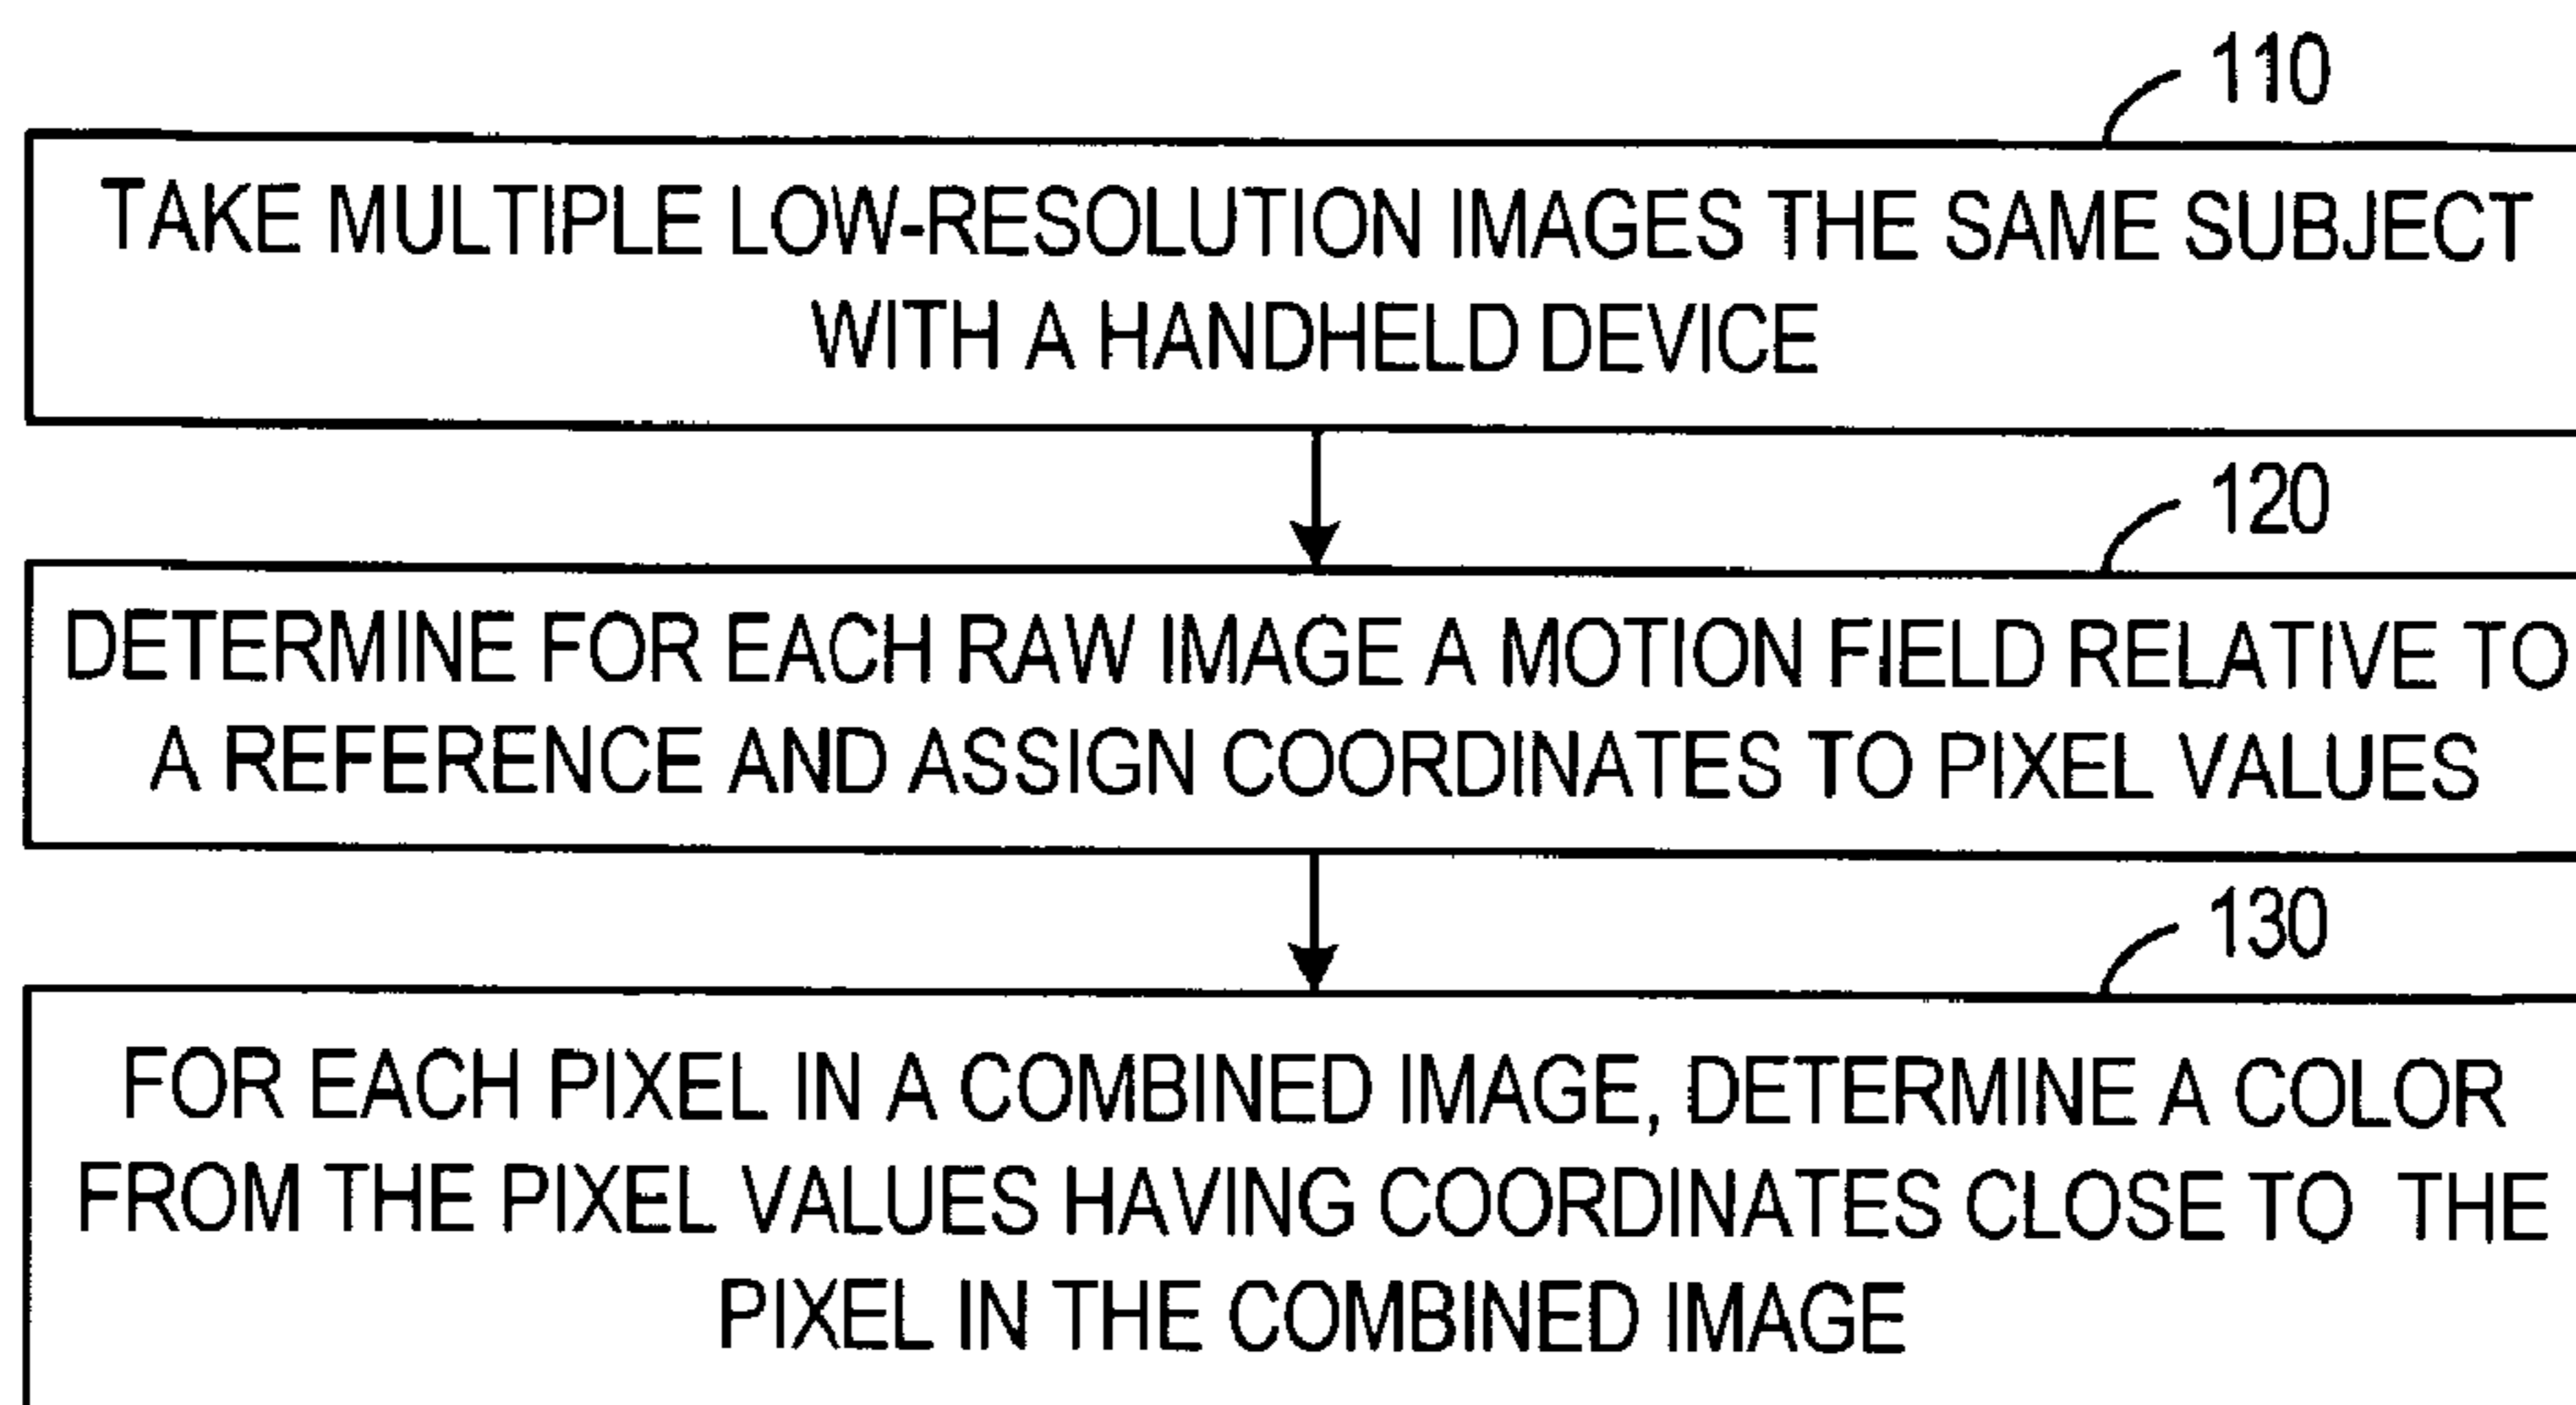 110
TAKE MULTIPLE LOW-RESOLUTION IMAGES THE SAME SUBJECT
WITH A HANDHELD DEVICE
120
DETERMINE FOR EACH RAW IMAGE A MOTION FIELD RELATIVE TO
A REFERENCE AND ASSIGN COORDINATES TO PIXEL VALUES
130
FOR EACH PIXEL IN A COMBINED IMAGE, DETERMINE A COLOR
FROM THE PIXEL VALUES HAVING COORDINATES CLOSE TO THE
PIXEL IN THE COMBINED IMAGE